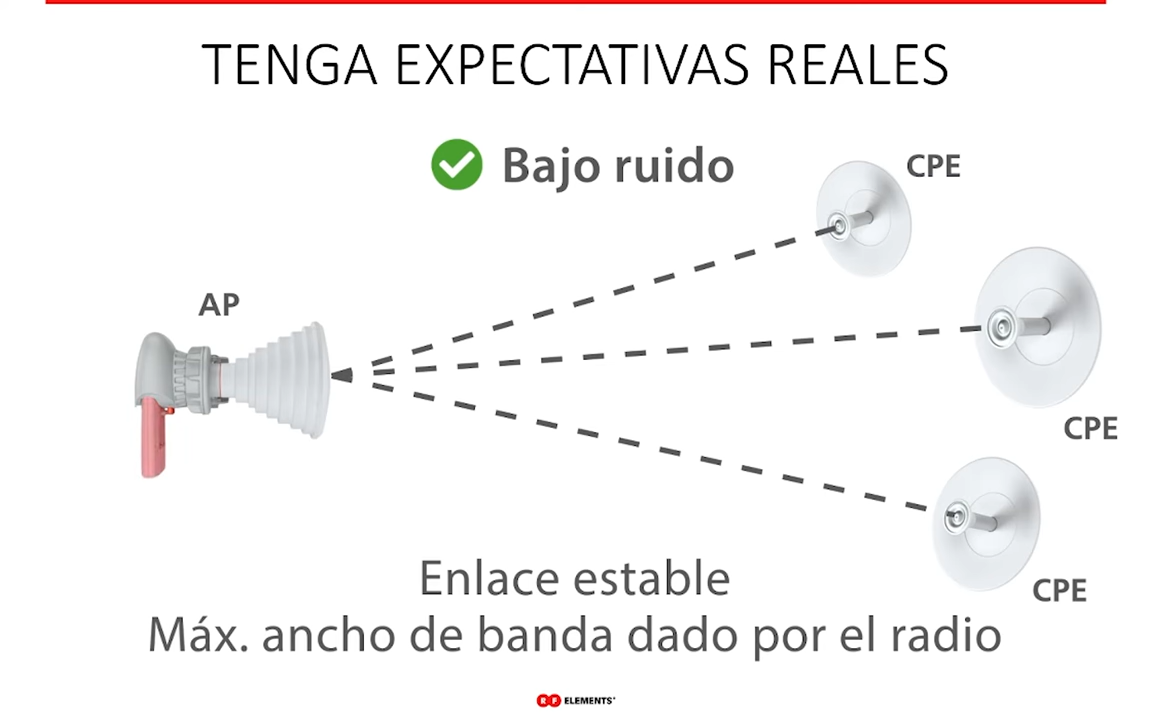 TENGA EXPECTATIVAS REALES
Bajo ruido
CPE
AP
CPE
CPE
Enlace estable
Máx. ancho de banda dado por el radio
RF ELEMENTS